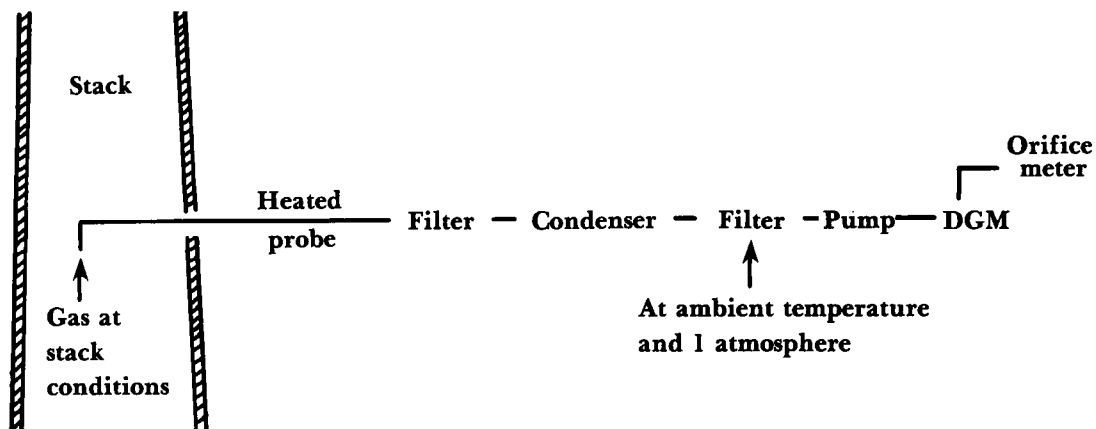 Stack
Orifice
meter
Heated
probe
Filter
Condenser
Filter
Pump
DGM
Gas at
stack
conditions
At ambient temperature
and 1 atmosphere